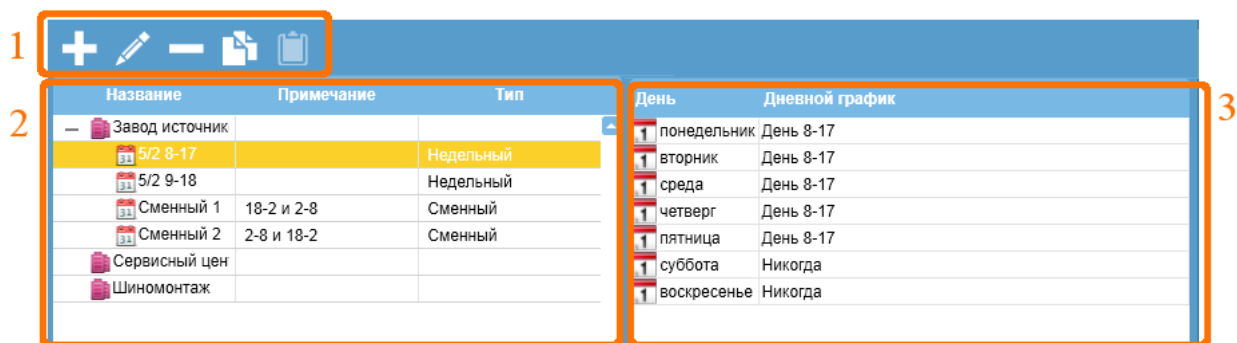 1
2
Название Примечание Тип
Завод источник
5/2 8-17 Недельный
5/2 9-18 Недельный
Сменный 1 18-2 и 2-8 Сменный
Сменный 2 2-8 и 18-2 Сменный
Сервисный цен
Шиномонтаж
3
День Дневной график
понедельник День 8-17
вторник День 8-17
среда День 8-17
четверг День 8-17
пятница День 8-17
суббота Никогда
воскресенье Никогда